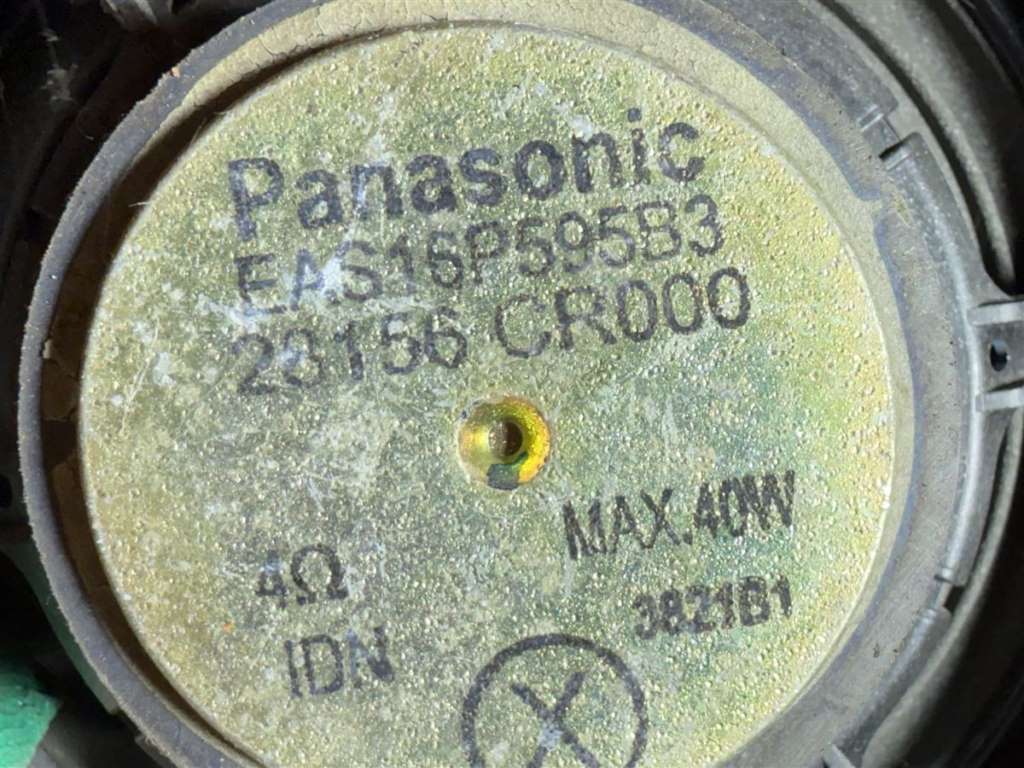 Panasonic
EAS16P595B3
28156 CR000
MAX.40W
4Ω
3821B1
IDN